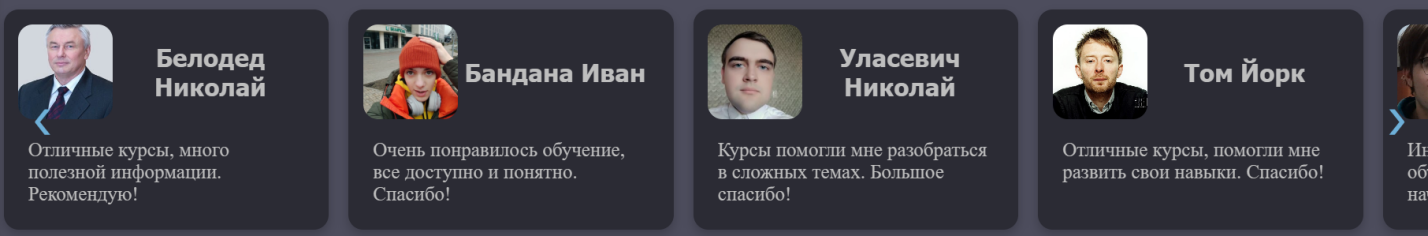 Белодед
Николай
Отличные курсы, много
полезной информации.
Рекомендую!
Бандана Иван
Очень понравилось обучение,
все доступно и понятно.
Спасибо!
Уласевич
Николай
Курсы помогли мне разобраться
в сложных темах. Большое
спасибо!
Том Йорк
Отличные курсы, помогли мне
развить свои навыки. Спасибо!